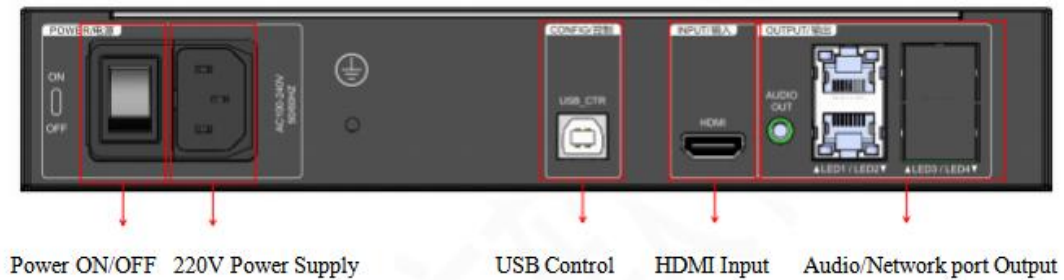 POWER/电源
CONFIG/控制
INPUT/输入
OUTPUT/输出
ON
OFF
AC100-240V
50/60HZ
USB_CTR
HDMI
AUDIO
OUT
▲LED1 / LED2▼
▲LED3 / LED4▼
Power ON/OFF
220V Power Supply
USB Control
HDMI Input
Audio/Network port Output